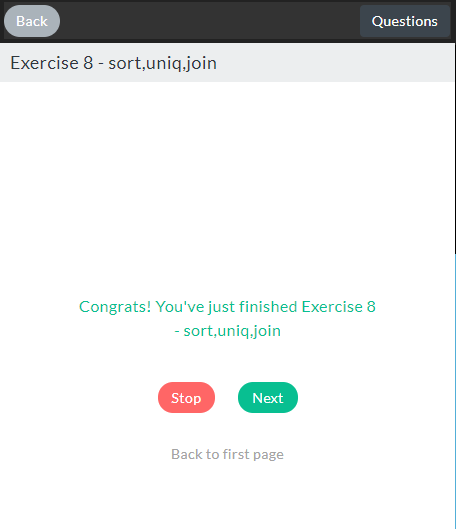 Back
Questions
Exercise 8 - sort,uniq,join
Congrats! You've just finished Exercise 8
- sort,uniq,join
Stop
Next
Back to first page